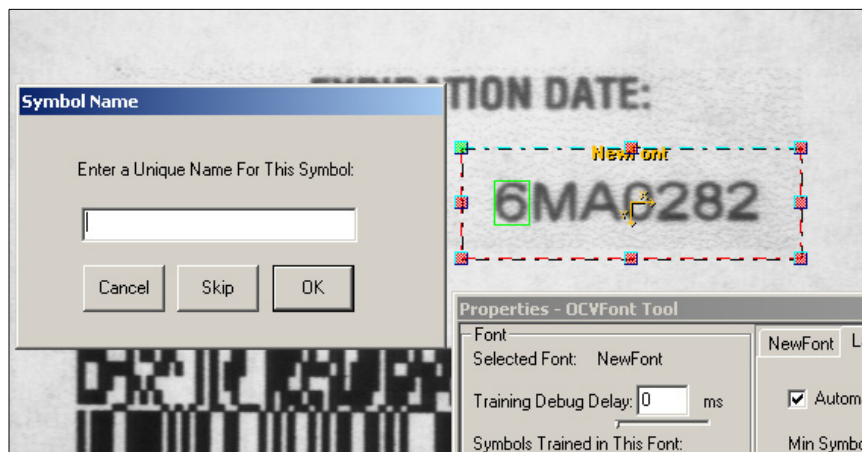 EXPIRATION DATE:
Symbol Name
Enter a Unique Name For This Symbol:
Cancel Skip OK
NewFont
6MA0282
Properties - OCVFont Tool
Font
Selected Font: NewFont
Training Debug Delay: 0 ms
Symbols Trained in This Font:
NewFont L
Autom
Min Symbo